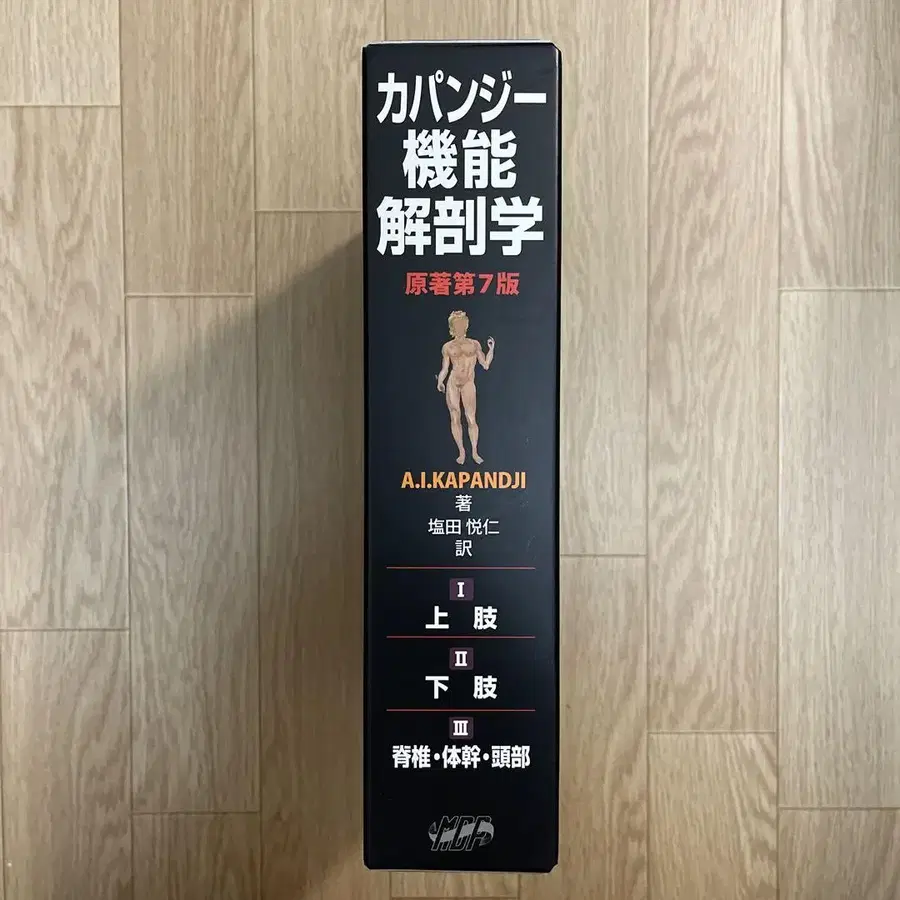 カパンジー
機能
解剖学
原著第7版
A.I.KAPANDJI
著
塩田 悦仁
訳
I
上 肢
II
下 肢
III
脊椎・体幹・頭部
MDP